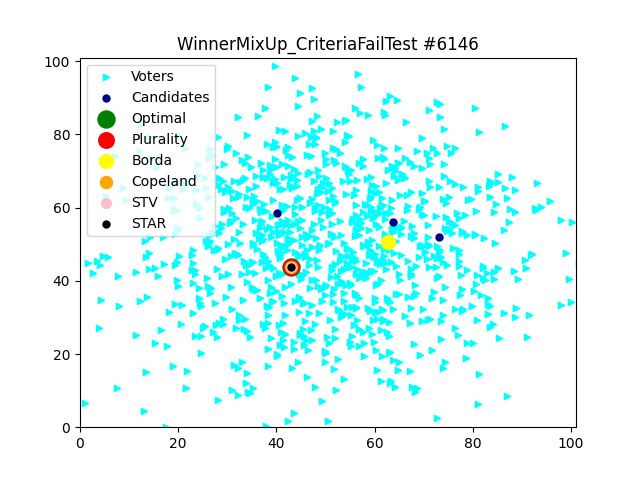 WinnerMixUp_CriteriaFailTest #6146
100
80
60
40
20
0
Voters
Candidates
Optimal
Plurality
Borda
Copeland
STV
STAR
0 20 40 60 80 100